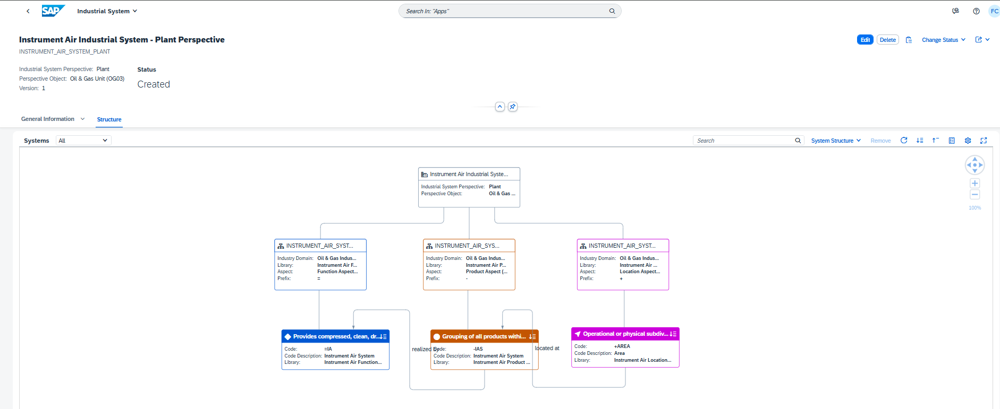 SAP Industrial System Search In: "Apps" FC
Instrument Air Industrial System - Plant Perspective Edit Delete Change Status
INSTRUMENT_AIR_SYSTEM_PLANT
Industrial System Perspective: Plant Status
Perspective Object: Oil & Gas Unit (OG03) Created
Version: 1
General Information Structure
Systems All Search System Structure Remove
Instrument Air Industrial Syste...
Industrial System Perspective: Plant
Perspective Object: Oil & Gas ...
100%
INSTRUMENT_AIR_SYST...
Industry Domain: Oil & Gas Indus...
Library: Instrument Air F...
Aspect: Function Aspect...
Prefix: =
INSTRUMENT_AIR_SYS...
Industry Domain: Oil & Gas Indus...
Library: Instrument Air P...
Aspect: Product Aspect (...
Prefix: -
INSTRUMENT_AIR_SYST...
Industry Domain: Oil & Gas Indus...
Library: Instrument Air ...
Aspect: Location Aspect...
Prefix: +
Provides compressed, clean, dr...
Code: =IA
Code Description: Instrument Air System
Library: Instrument Air Function...
realized by
Grouping of all products withi...
Code: -IAS
Code Description: Instrument Air System
Library: Instrument Air Product ...
located at
Operational or physical subdiv...
Code: +AREA
Code Description: Area
Library: Instrument Air Location...